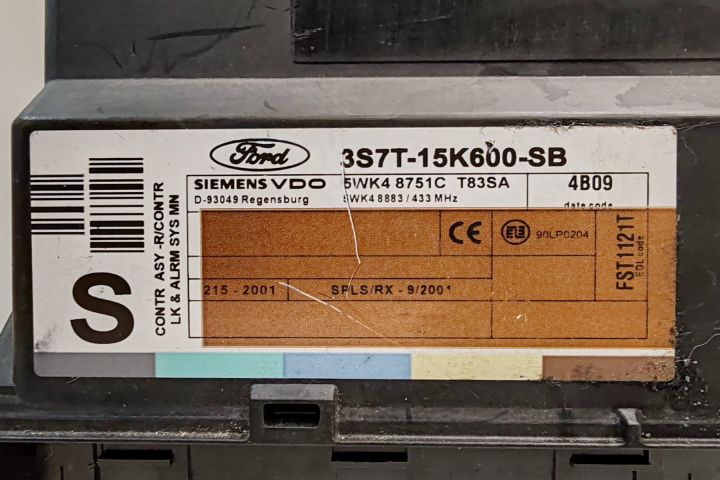 Ford
3S7T-15K600-SB
SIEMENS VDO
5WK4 8751C T83SA
4B09
D-93049 Regensburg
5WK4 8883 / 433 MHz
date code
CE
90LP0204
215 - 2001
SPLS/RX - 9/2001
FST1121T
EOL code
S
CONTR ASY -R/CONTR
LK & ALRM SYS MN